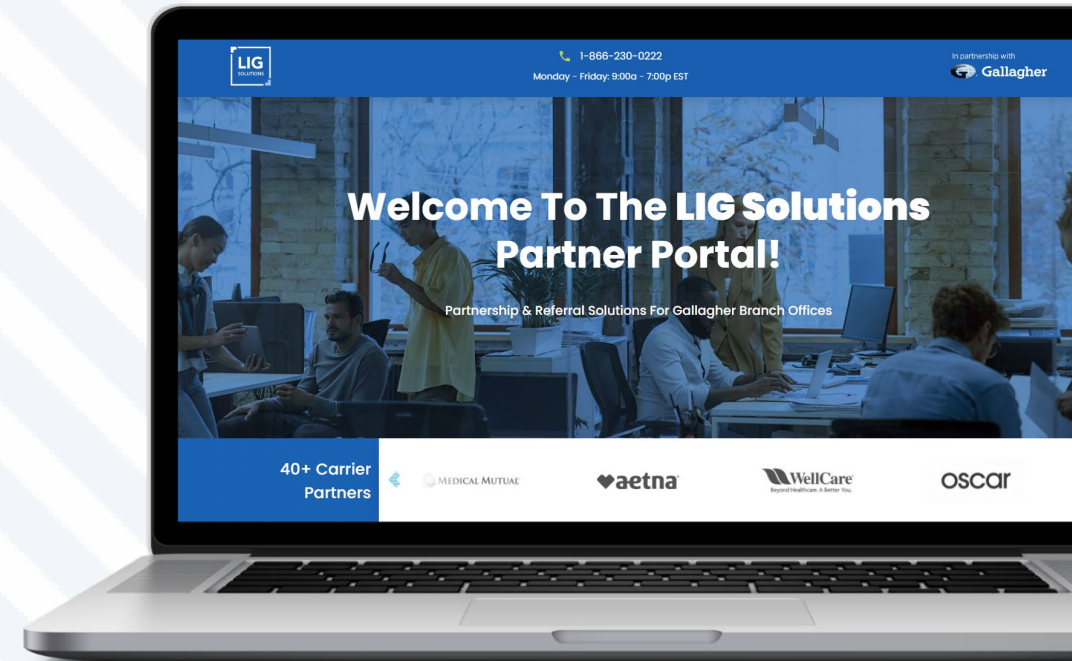 LIG
SOLUTIONS
1-866-230-0222
Monday - Friday: 9:00a - 7:00p EST
In partnership with
Gallagher
Welcome To The LIG Solutions
Partner Portal!
Partnership & Referral Solutions For Gallagher Branch Offices
40+ Carrier
Partners
MEDICAL MUTUAL
aetna
WellCare
Beyond Healthcare. A Better You.
oscar